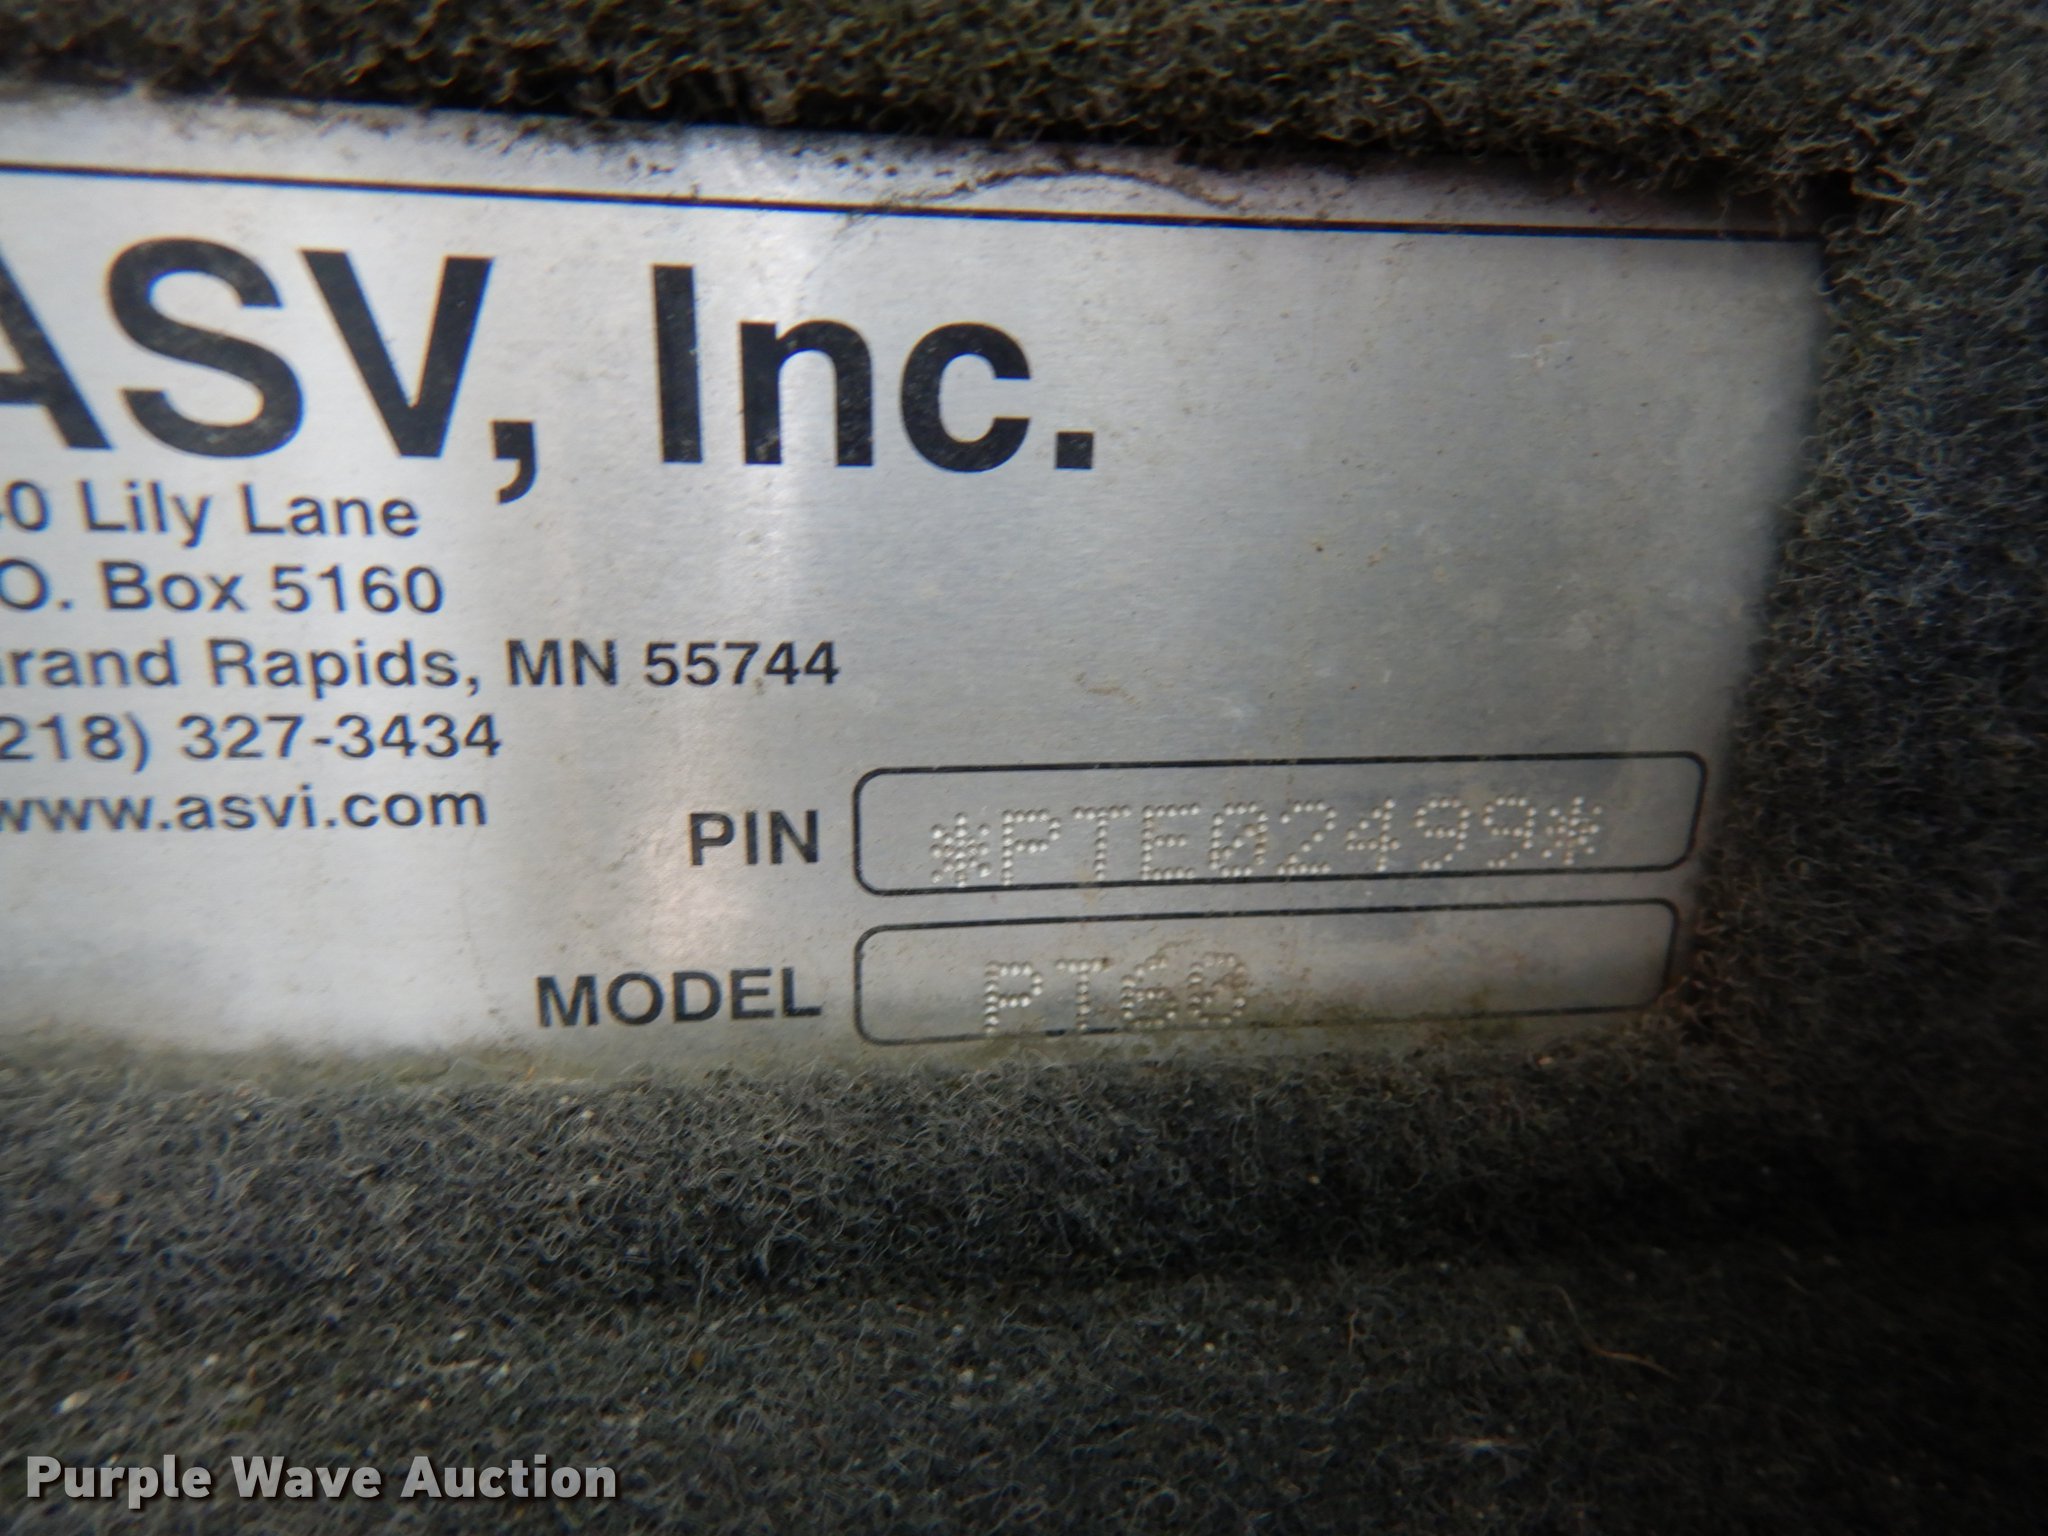 ASV, Inc.
40 Lily Lane
O. Box 5160
rand Rapids, MN 55744
218) 327-3434
www.asvi.com
PIN *PTE02499*
MODEL PT60
Purple Wave Auction